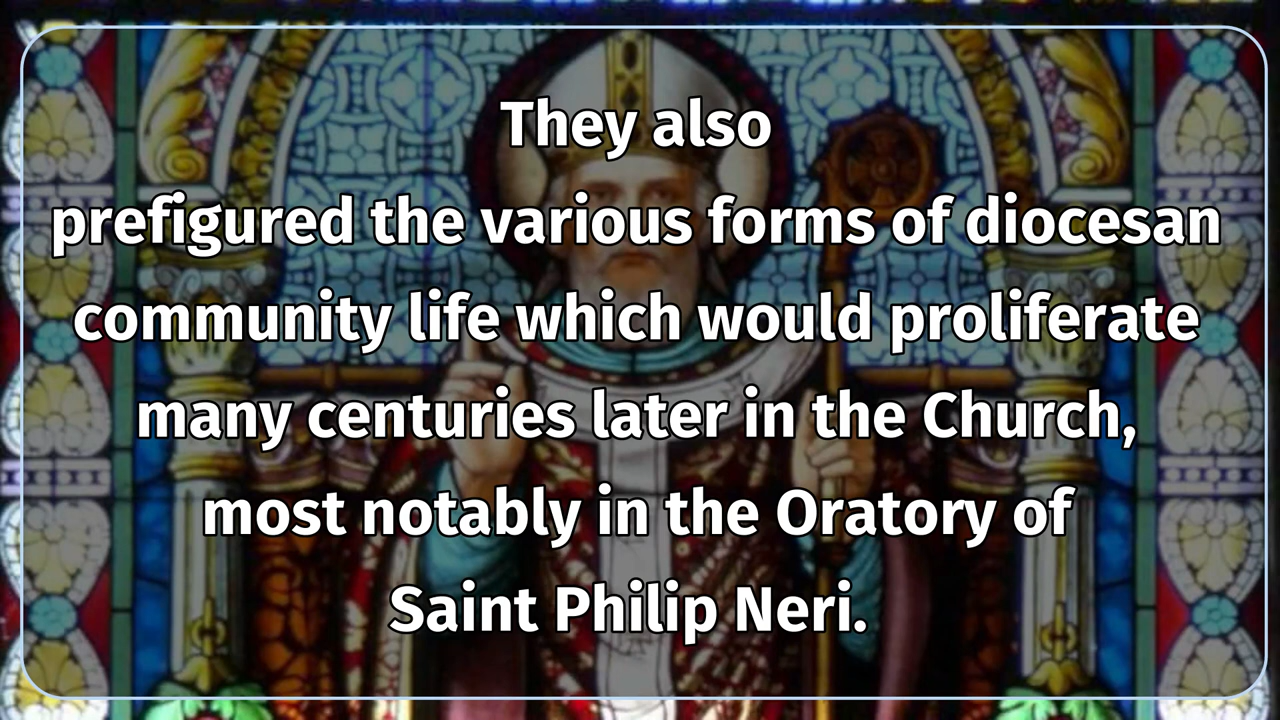 They also
prefigured the various forms of diocesan
community life which would proliferate
many centuries later in the Church,
most notably in the Oratory of
Saint Philip Neri.